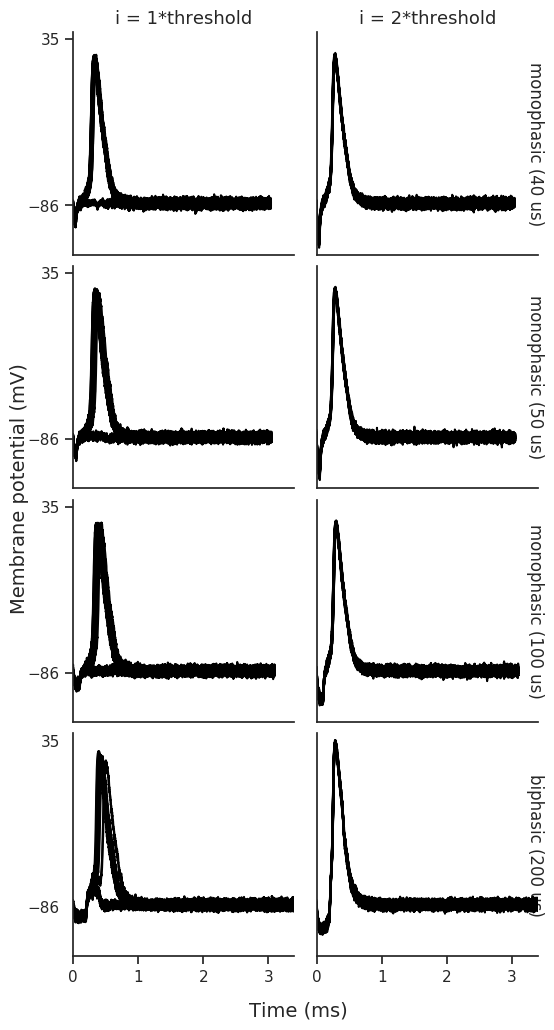 i = 1*threshold
i = 2*threshold
35
−86
monophasic (40 us)
35
−86
monophasic (50 us)
Membrane potential (mV)
35
−86
monophasic (100 us)
35
−86
biphasic (200 us)
0 1 2 3
0 1 2 3
Time (ms)